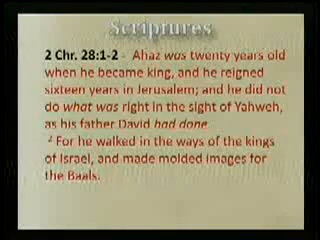 Scriptures
2 Chr. 28:1-2 - Ahaz was twenty years old
when he became king, and he reigned
sixteen years in Jerusalem; and he did not
do what was right in the sight of Yahweh,
as his father David had done
2 For he walked in the ways of the kings
of Israel, and made molded images for
the Baals.